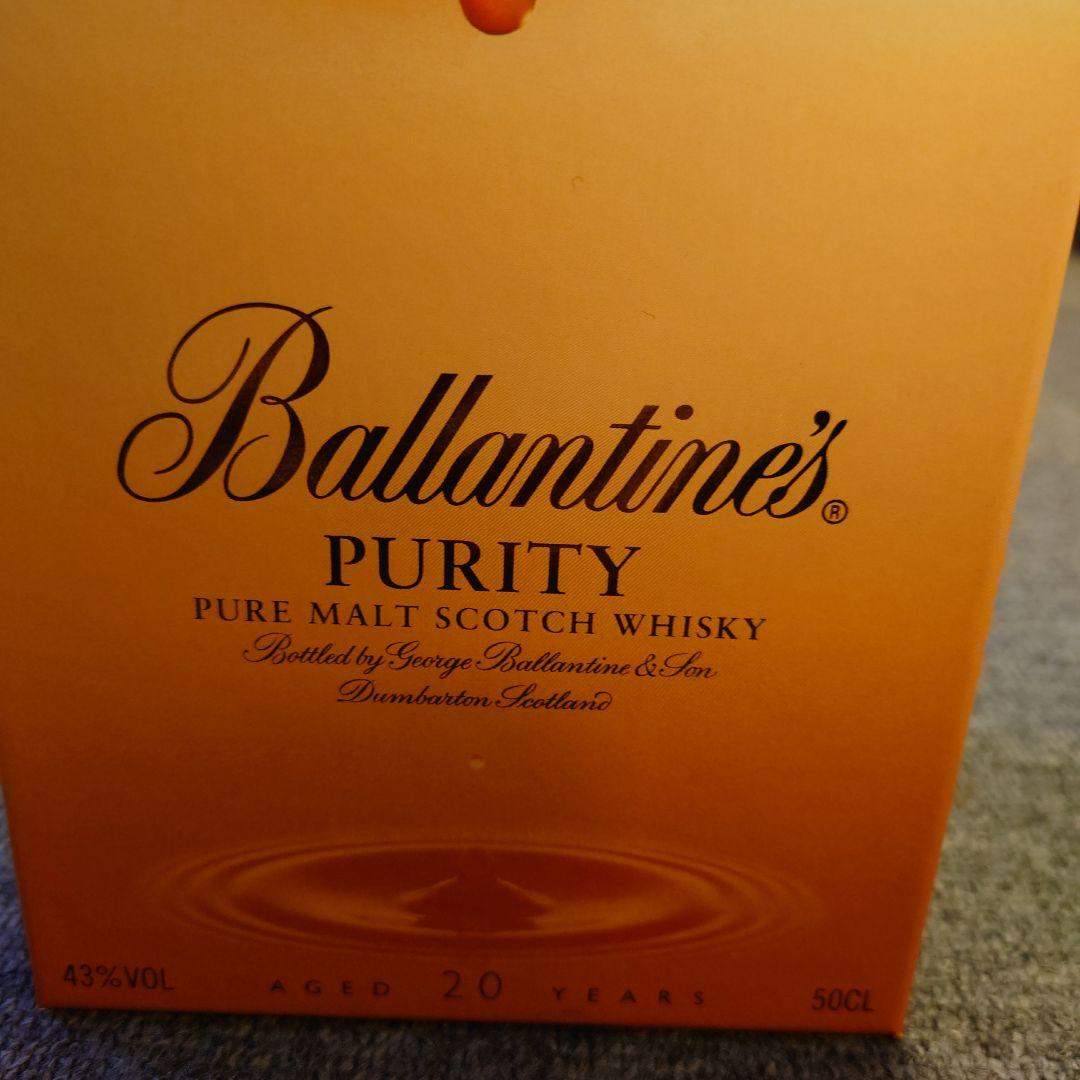 Ballantine's®
PURITY
PURE MALT SCOTCH WHISKY
Bottled by George Ballantine & Son
Dumbarton Scotland
43%VOL AGED 20 YEARS 50CL